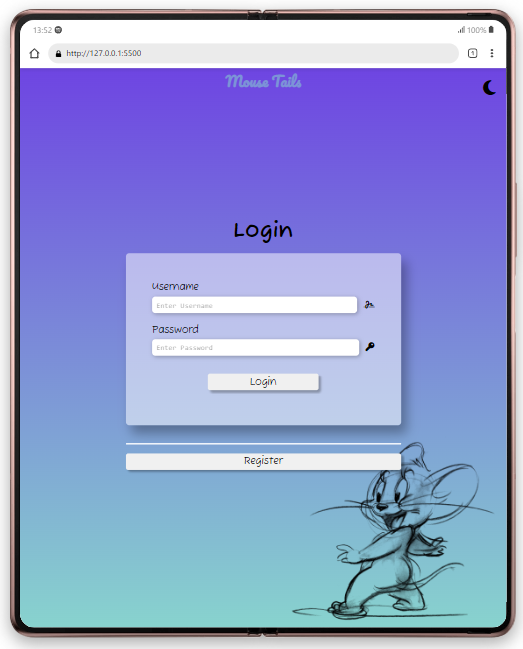 13:52
100%
http://127.0.0.1:5500
1
Mouse Tails
Login
Username
Enter Username
Password
Enter Password
Login
Register